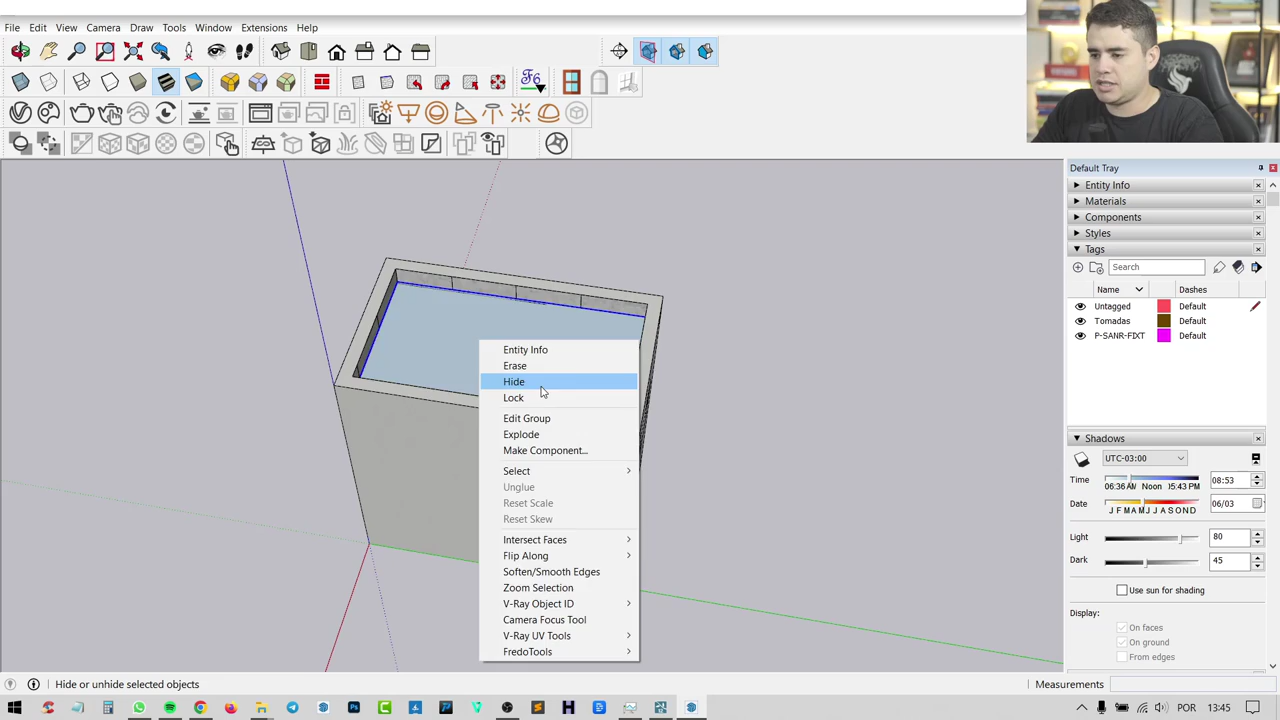 File Edit View Camera Draw Tools Window Extensions Help
Default Tray
Entity Info
Materials
Components
Styles
Tags
Search
Name Dashes
Untagged Default
Tomadas Default
P-SANR-FIXT Default
Entity Info
Erase
Hide
Lock
Edit Group
Explode
Make Component...
Select
Unglue
Reset Scale
Reset Skew
Intersect Faces
Flip Along
Soften/Smooth Edges
Zoom Selection
V-Ray Object ID
Camera Focus Tool
V-Ray UV Tools
FredoTools
Shadows
UTC-03:00
Time 06:36 AM Noon 05:43 PM 08:53
Date J F M A M J J A S O N D 06/03
Light 80
Dark 45
Use sun for shading
Display:
On faces
On ground
From edges
Hide or unhide selected objects
Measurements
POR 13:45